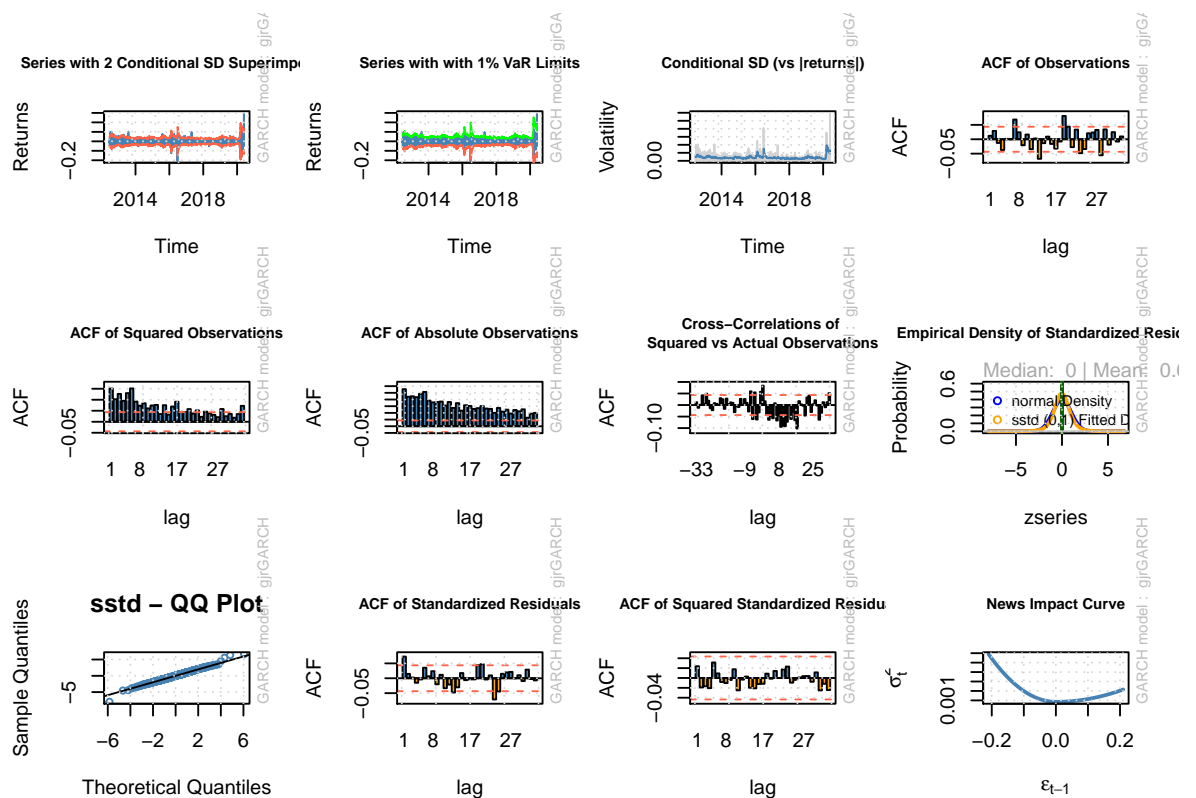 Series with 2 Conditional SD Superimpo
Returns
−0.2
2014 2018
Time
GARCH model : gjrGA
Series with with 1% VaR Limits
Returns
−0.2
2014 2018
Time
GARCH model : gjrGA
Conditional SD (vs |returns|)
Volatility
0.00
2014 2018
Time
GARCH model : gjrGA
ACF of Observations
ACF
−0.05
1 8 17 27
lag
GARCH model : gjrGA
ACF of Squared Observations
ACF
−0.05
1 8 17 27
lag
GARCH model : gjrGARCH
ACF of Absolute Observations
ACF
−0.05
1 8 17 27
lag
GARCH model : gjrGARCH
Cross−Correlations of
Squared vs Actual Observations
ACF
−0.10
−33 −9 8 25
lag
GARCH model : gjrGARCH
Empirical Density of Standardized Resid
Median: 0 | Mean: 0.0
Probability
0.0 0.6
normal Density
sstd (0,1) Fitted D
−5 0 5
zseries
GARCH model : gjrGARCH
sstd − QQ Plot
Sample Quantiles
−5
−6 −2 2 6
Theoretical Quantiles
GARCH model : gjrGARCH
ACF of Standardized Residuals
ACF
−0.05
1 8 17 27
lag
GARCH model : gjrGARCH
ACF of Squared Standardized Residu
ACF
−0.04
1 8 17 27
lag
GARCH model : gjrGARCH
News Impact Curve
0.001
−0.2 0.0 0.2
εt−1
GARCH model : gjrGARCH